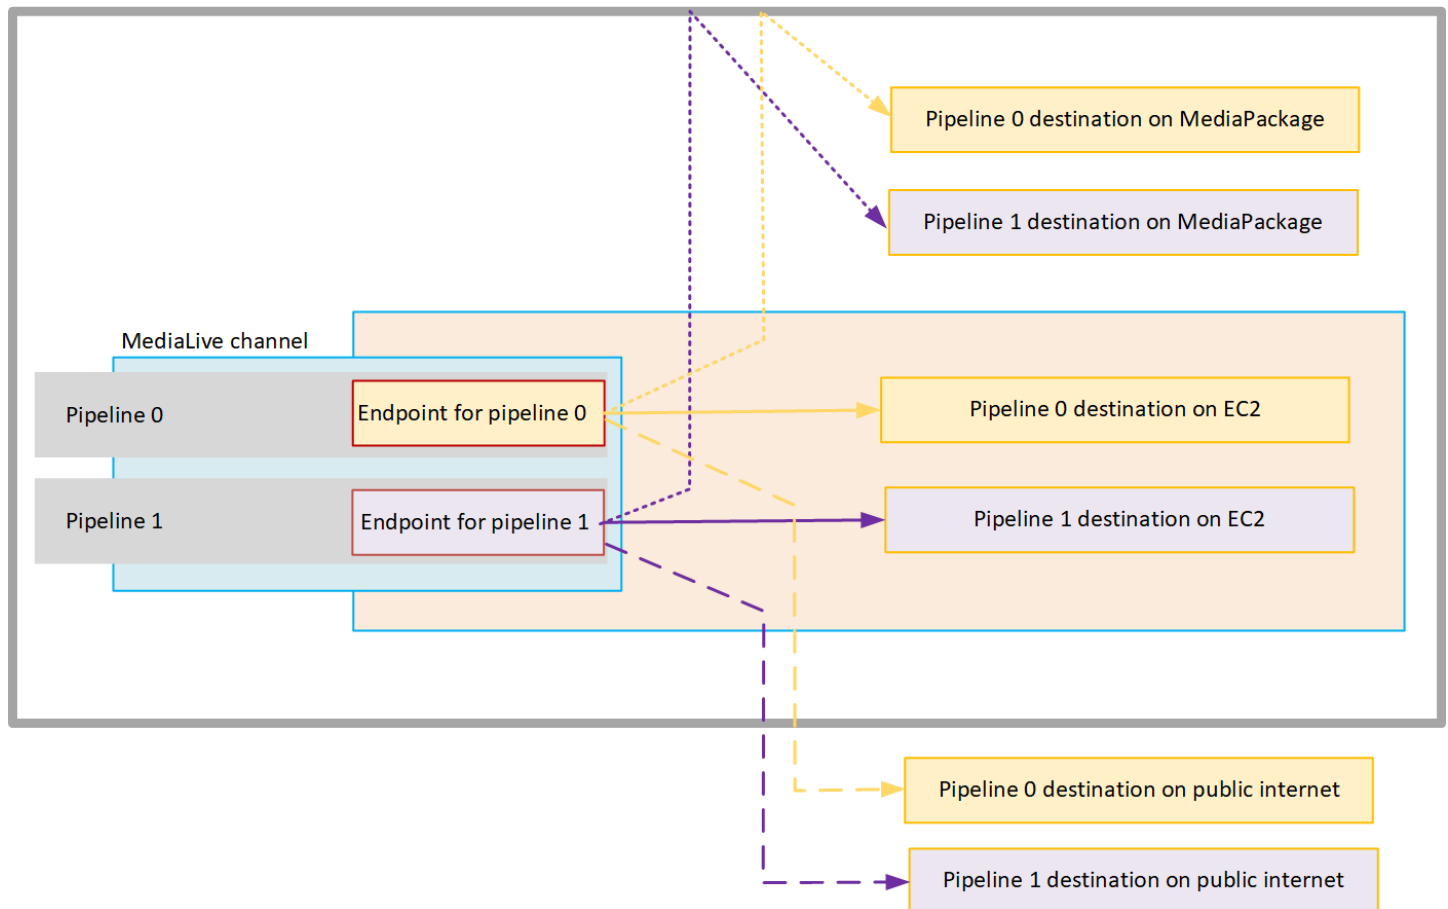 Pipeline 0 destination on MediaPackage
Pipeline 1 destination on MediaPackage
MediaLive channel
Pipeline 0
Endpoint for pipeline 0
Pipeline 0 destination on EC2
Pipeline 1
Endpoint for pipeline 1
Pipeline 1 destination on EC2
Pipeline 0 destination on public internet
Pipeline 1 destination on public internet